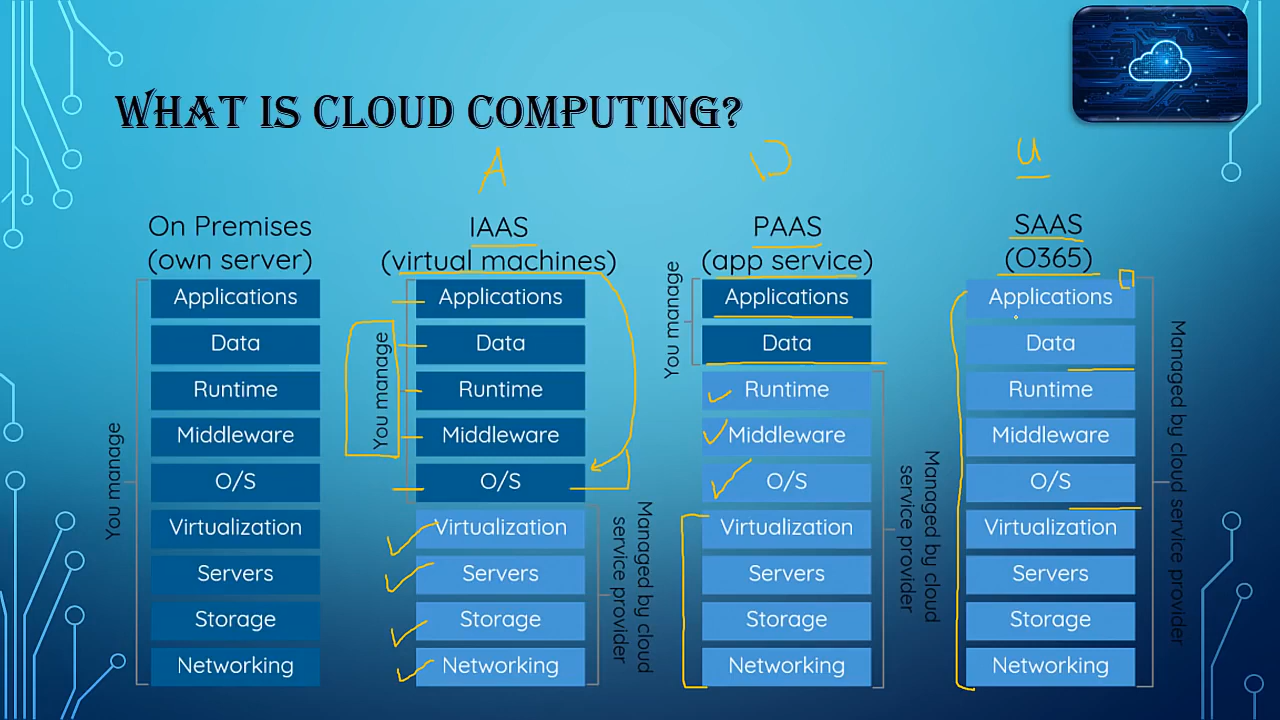 WHAT IS CLOUD COMPUTING?
A
D
u
On Premises
(own server)
You manage
Applications
Data
Runtime
Middleware
O/S
Virtualization
Servers
Storage
Networking
IAAS
(virtual machines)
You manage
Applications
Data
Runtime
Middleware
O/S
Virtualization
Servers
Storage
Networking
Managed by cloud
service provider
PAAS
(app service)
You manage
Applications
Data
Runtime
Middleware
O/S
Virtualization
Servers
Storage
Networking
Managed by cloud
service provider
SAAS
(O365)
Applications
Data
Runtime
Middleware
O/S
Virtualization
Servers
Storage
Networking
Managed by cloud service provider